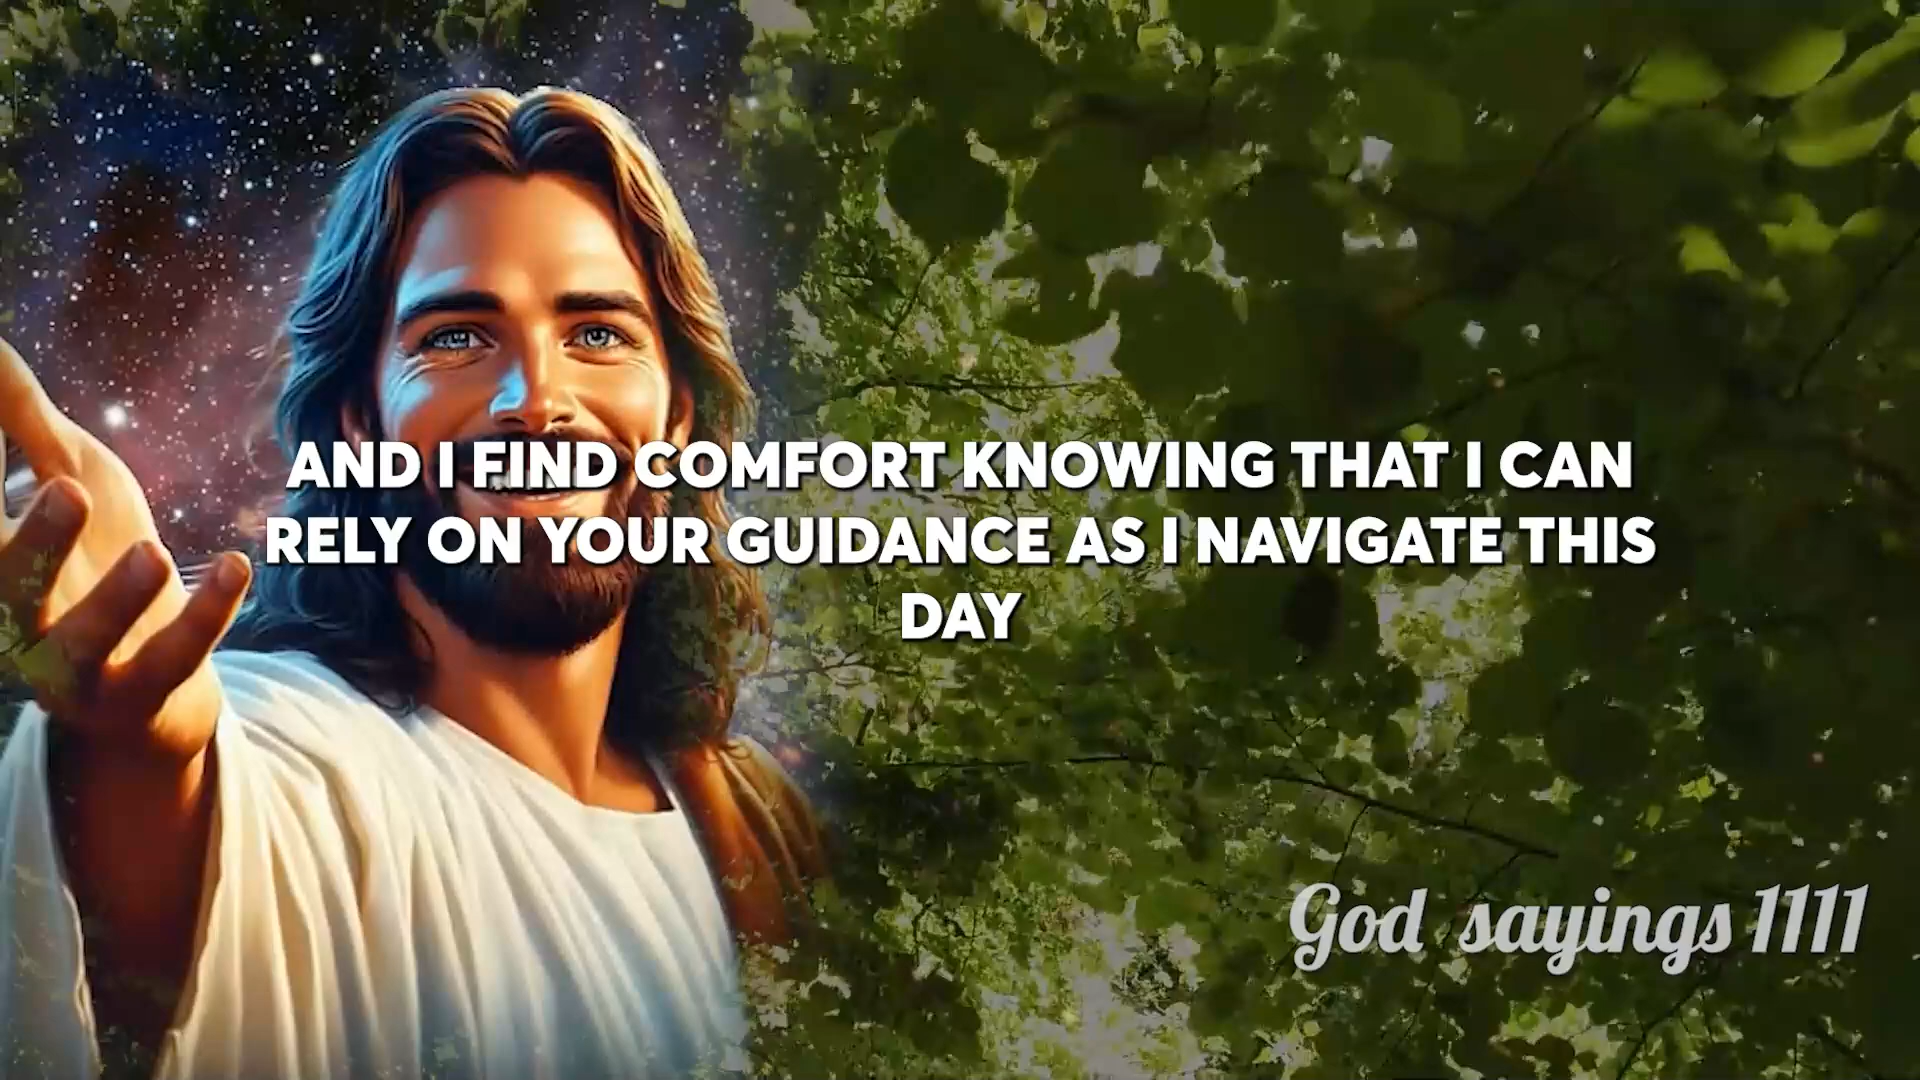 AND I FIND COMFORT KNOWING THAT I CAN
RELY ON YOUR GUIDANCE AS I NAVIGATE THIS
DAY
God sayings 1111